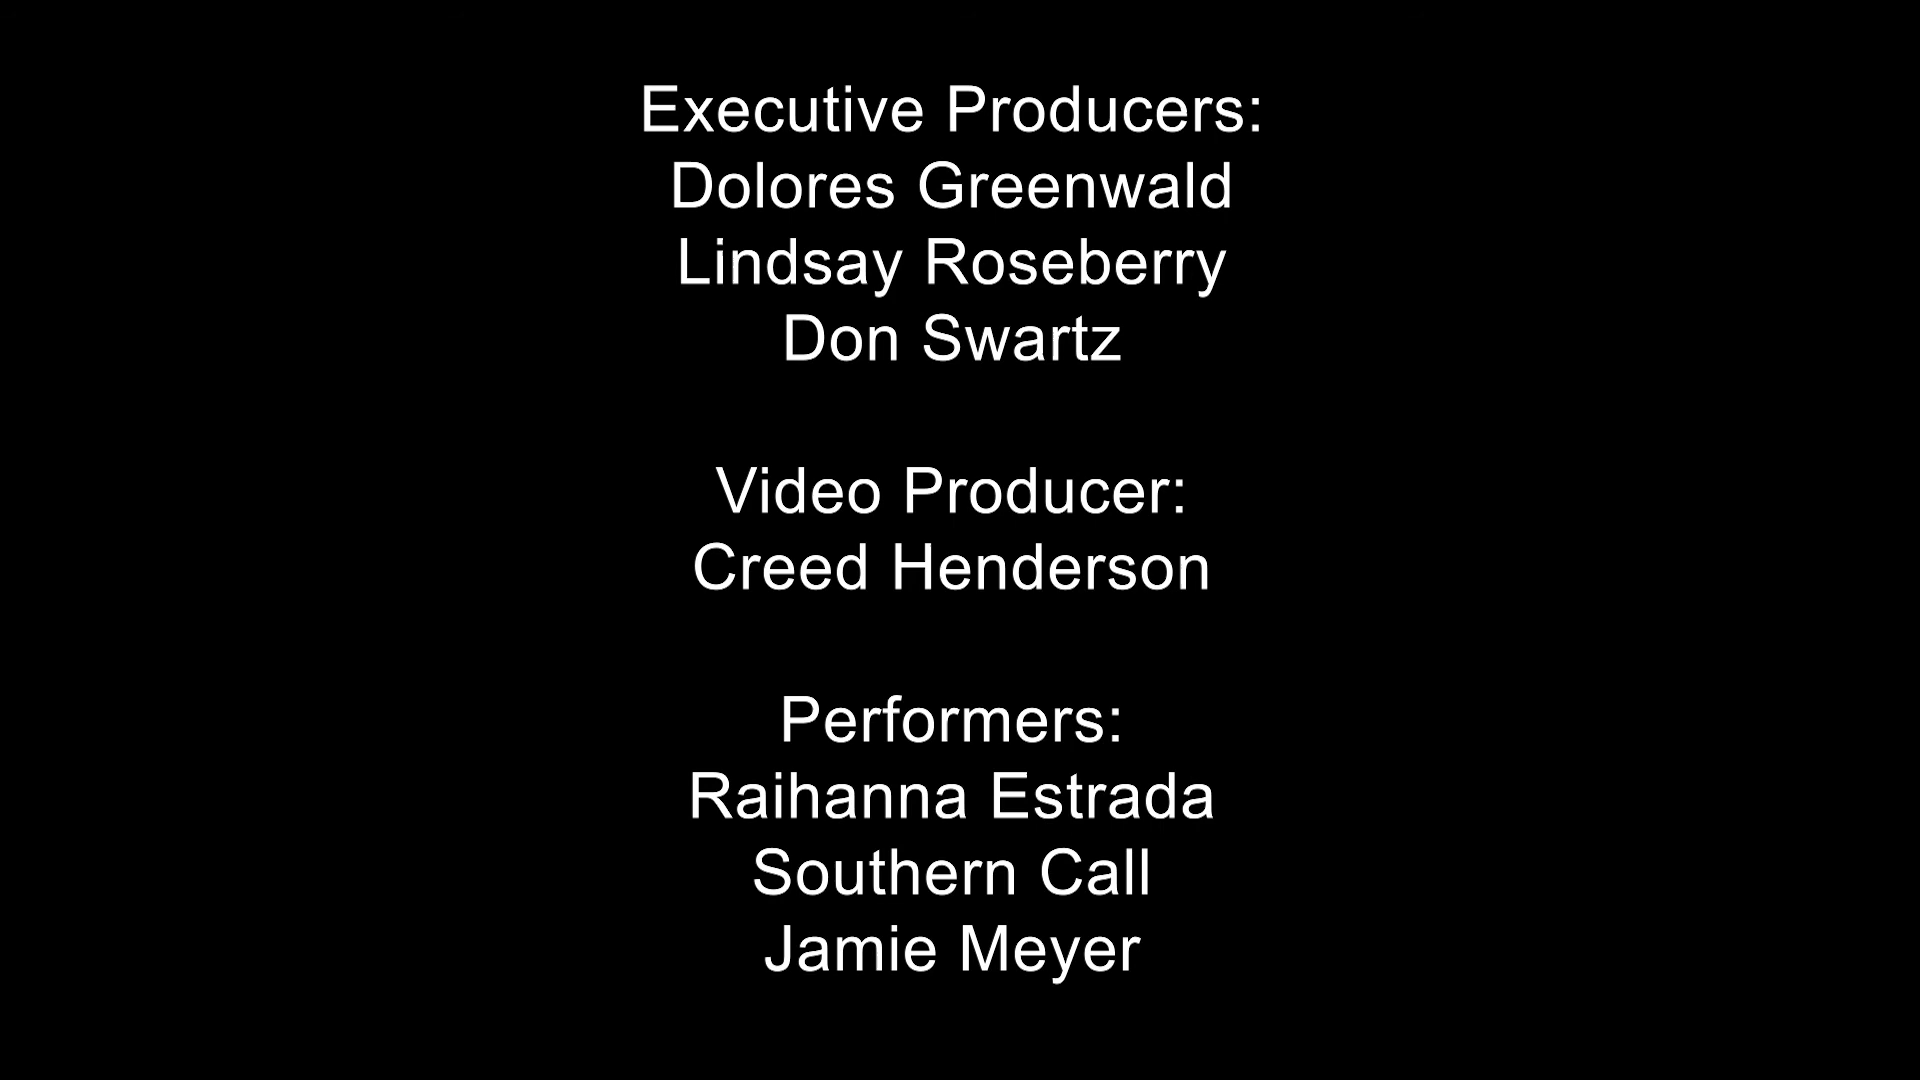 Executive Producers:
Dolores Greenwald
Lindsay Roseberry
Don Swartz
Video Producer:
Creed Henderson
Performers:
Raihanna Estrada
Southern Call
Jamie Meyer